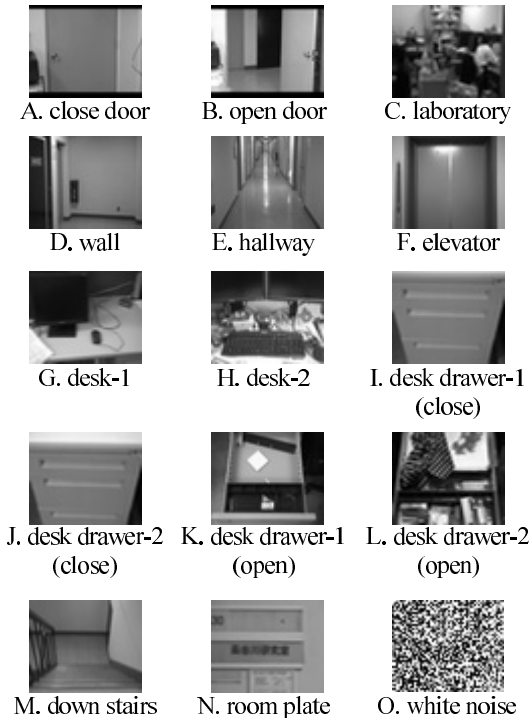 A. close door
B. open door
C. laboratory
D. wall
E. hallway
F. elevator
G. desk-1
H. desk-2
I. desk drawer-1
(close)
J. desk drawer-2
(close)
K. desk drawer-1
(open)
L. desk drawer-2
(open)
M. down stairs
N. room plate
O. white noise